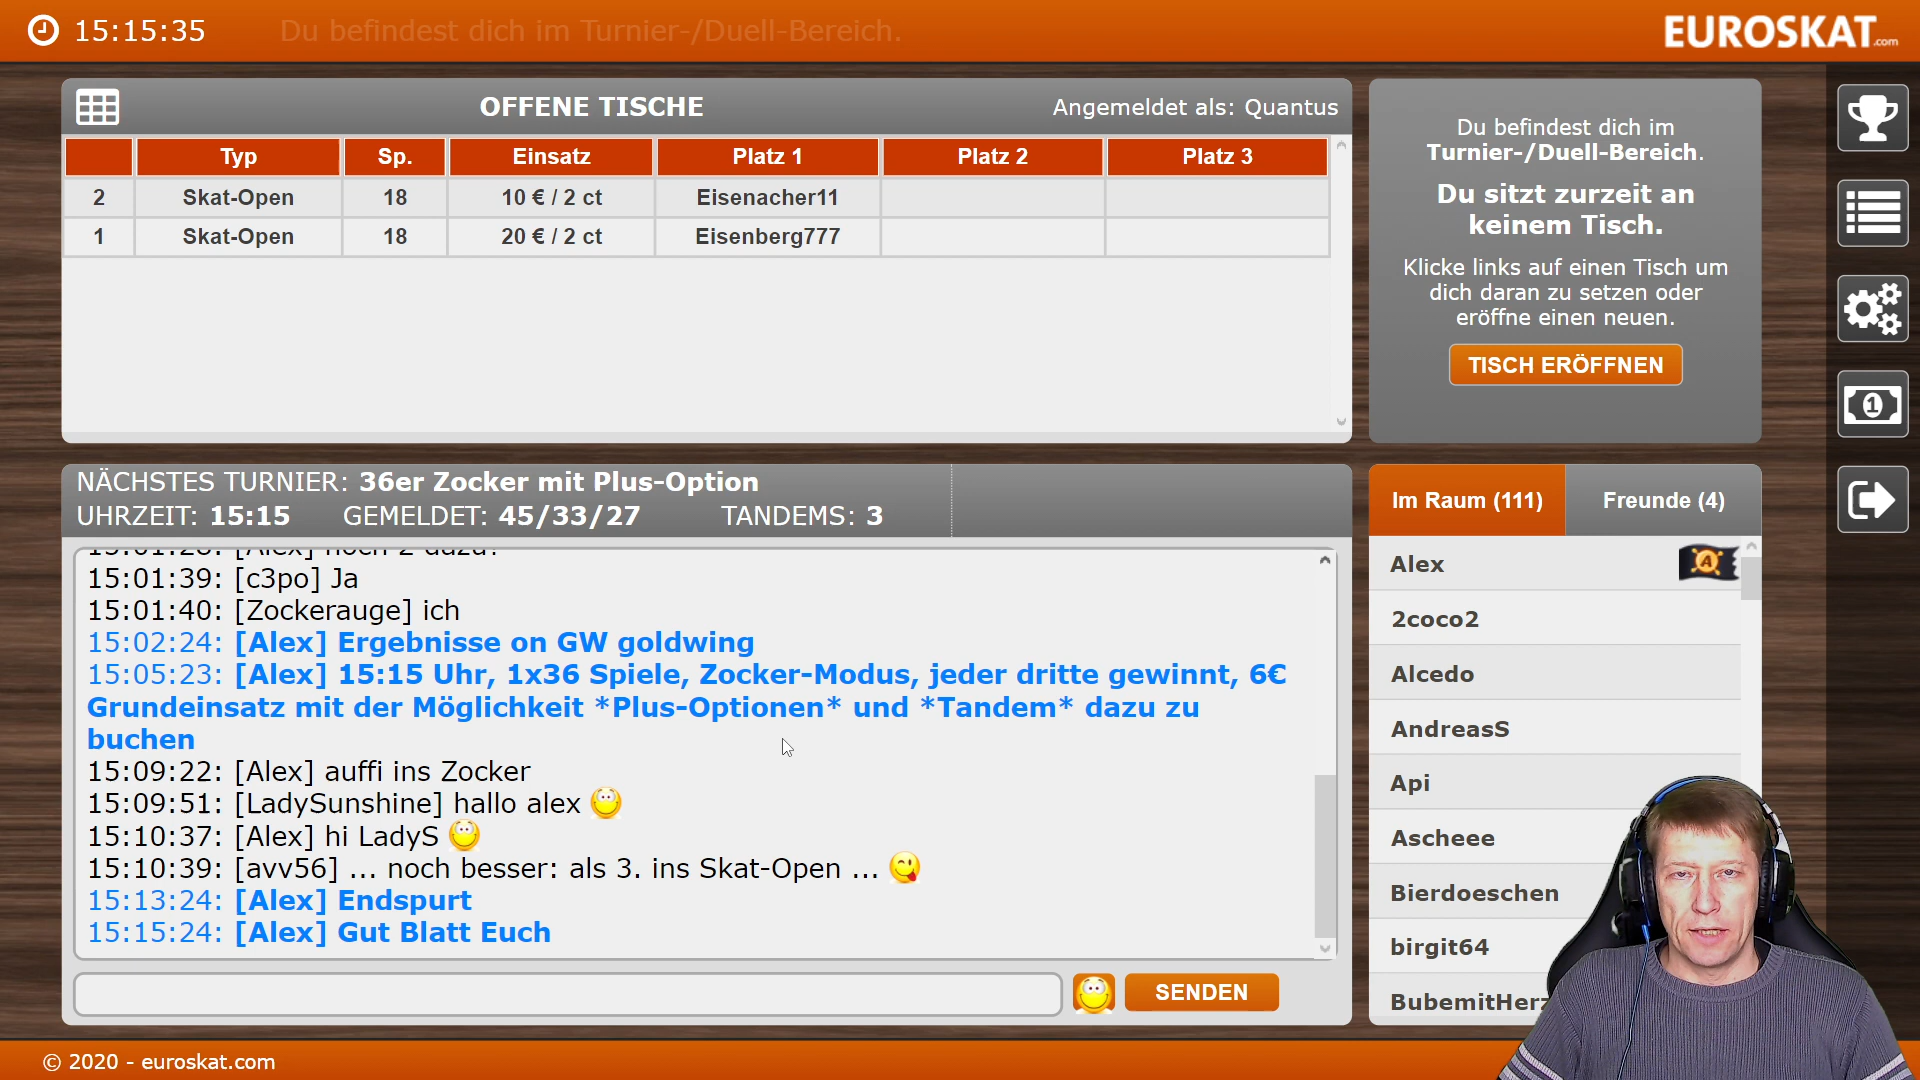 15:15:35
Du befindest dich im Turnier-/Duell-Bereich.
EUROSKAT.com
OFFENE TISCHE
Angemeldet als: Quantus
Typ Sp. Einsatz Platz 1 Platz 2 Platz 3
2 Skat-Open 18 10 € / 2 ct Eisenacher11
1 Skat-Open 18 20 € / 2 ct Eisenberg777
Du befindest dich im
Turnier-/Duell-Bereich.
Du sitzt zurzeit an
keinem Tisch.
Klicke links auf einen Tisch um
dich daran zu setzen oder
eröffne einen neuen.
TISCH ERÖFFNEN
1
NÄCHSTES TURNIER: 36er Zocker mit Plus-Option
UHRZEIT: 15:15 GEMELDET: 45/33/27 TANDEMS: 3
15:01:28: [Alex] noch 2 dazu?
15:01:39: [c3po] Ja
15:01:40: [Zockerauge] ich
15:02:24: [Alex] Ergebnisse on GW goldwing
15:05:23: [Alex] 15:15 Uhr, 1x36 Spiele, Zocker-Modus, jeder dritte gewinnt, 6€
Grundeinsatz mit der Möglichkeit *Plus-Optionen* und *Tandem* dazu zu
buchen
15:09:22: [Alex] auffi ins Zocker
15:09:51: [LadySunshine] hallo alex
15:10:37: [Alex] hi LadyS
15:10:39: [avv56] ... noch besser: als 3. ins Skat-Open ...
15:13:24: [Alex] Endspurt
15:15:24: [Alex] Gut Blatt Euch
SENDEN
Im Raum (111)
Freunde (4)
Alex
A
2coco2
Alcedo
AndreasS
Api
Ascheee
Bierdoeschen
birgit64
BubemitHerz
© 2020 - euroskat.com